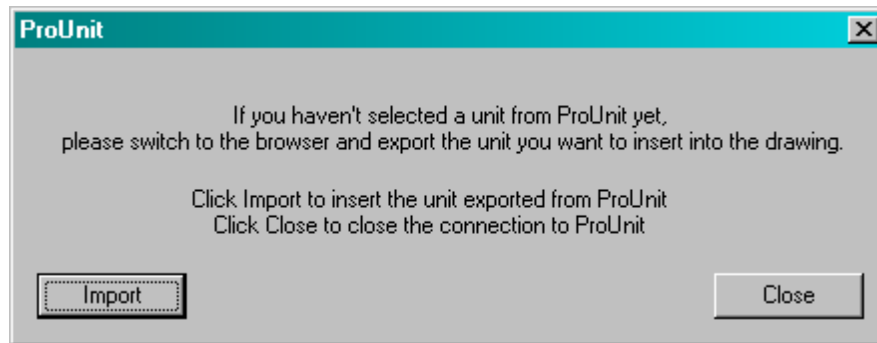 ProUnit
If you haven't selected a unit from ProUnit yet,
please switch to the browser and export the unit you want to insert into the drawing.
Click Import to insert the unit exported from ProUnit
Click Close to close the connection to ProUnit
Import
Close